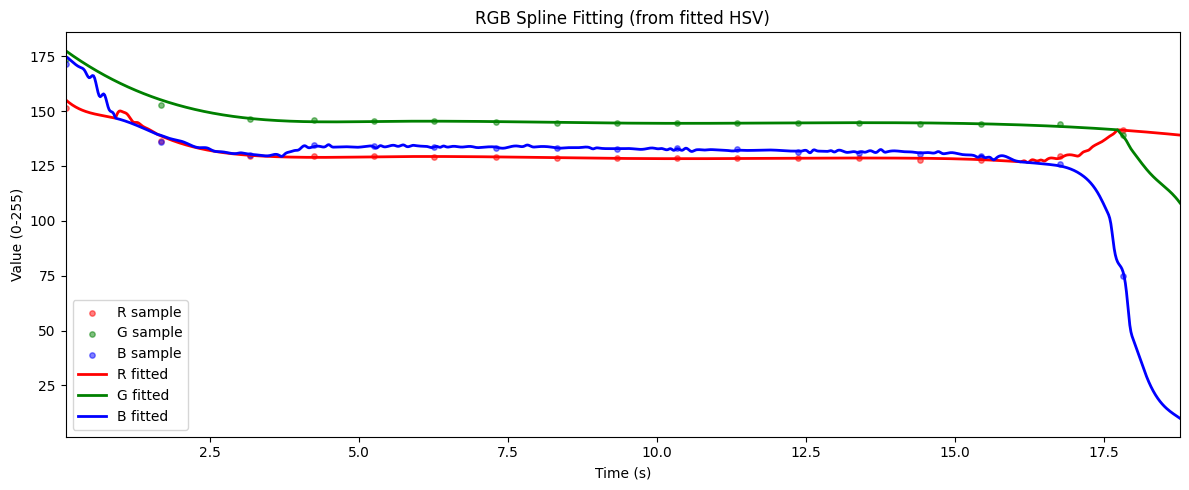 RGB Spline Fitting (from fitted HSV)
Value (0-255)
175
150
125
100
75
50
25
R sample
G sample
B sample
R fitted
G fitted
B fitted
2.5 5.0 7.5 10.0 12.5 15.0 17.5
Time (s)